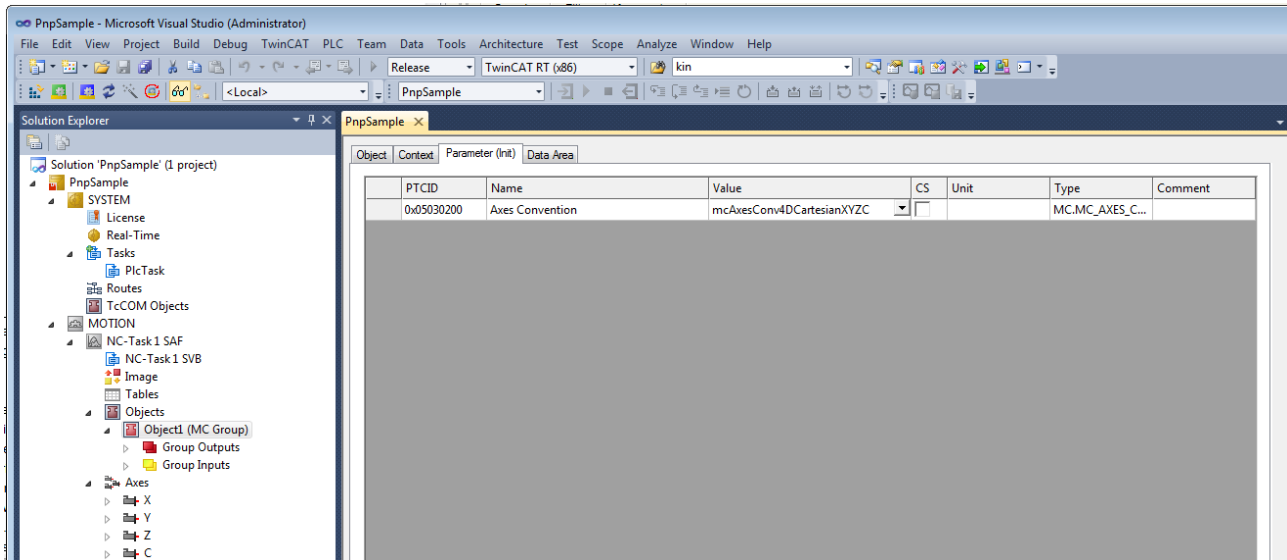 PnpSample - Microsoft Visual Studio (Administrator)
File Edit View Project Build Debug TwinCAT PLC Team Data Tools Architecture Test Scope Analyze Window Help
Release TwinCAT RT (x86) kin
<Local> PnpSample
Solution Explorer
PnpSample
Solution 'PnpSample' (1 project)
PnpSample
SYSTEM
License
Real-Time
Tasks
PlcTask
Routes
TcCOM Objects
MOTION
NC-Task 1 SAF
NC-Task 1 SVB
Image
Tables
Objects
Object1 (MC Group)
Group Outputs
Group Inputs
Axes
X
Y
Z
C
Object Context Parameter (Init) Data Area
PTCID Name Value CS Unit Type Comment
0x05030200 Axes Convention mcAxesConv4DCartesianXYZC MC.MC_AXES_C...